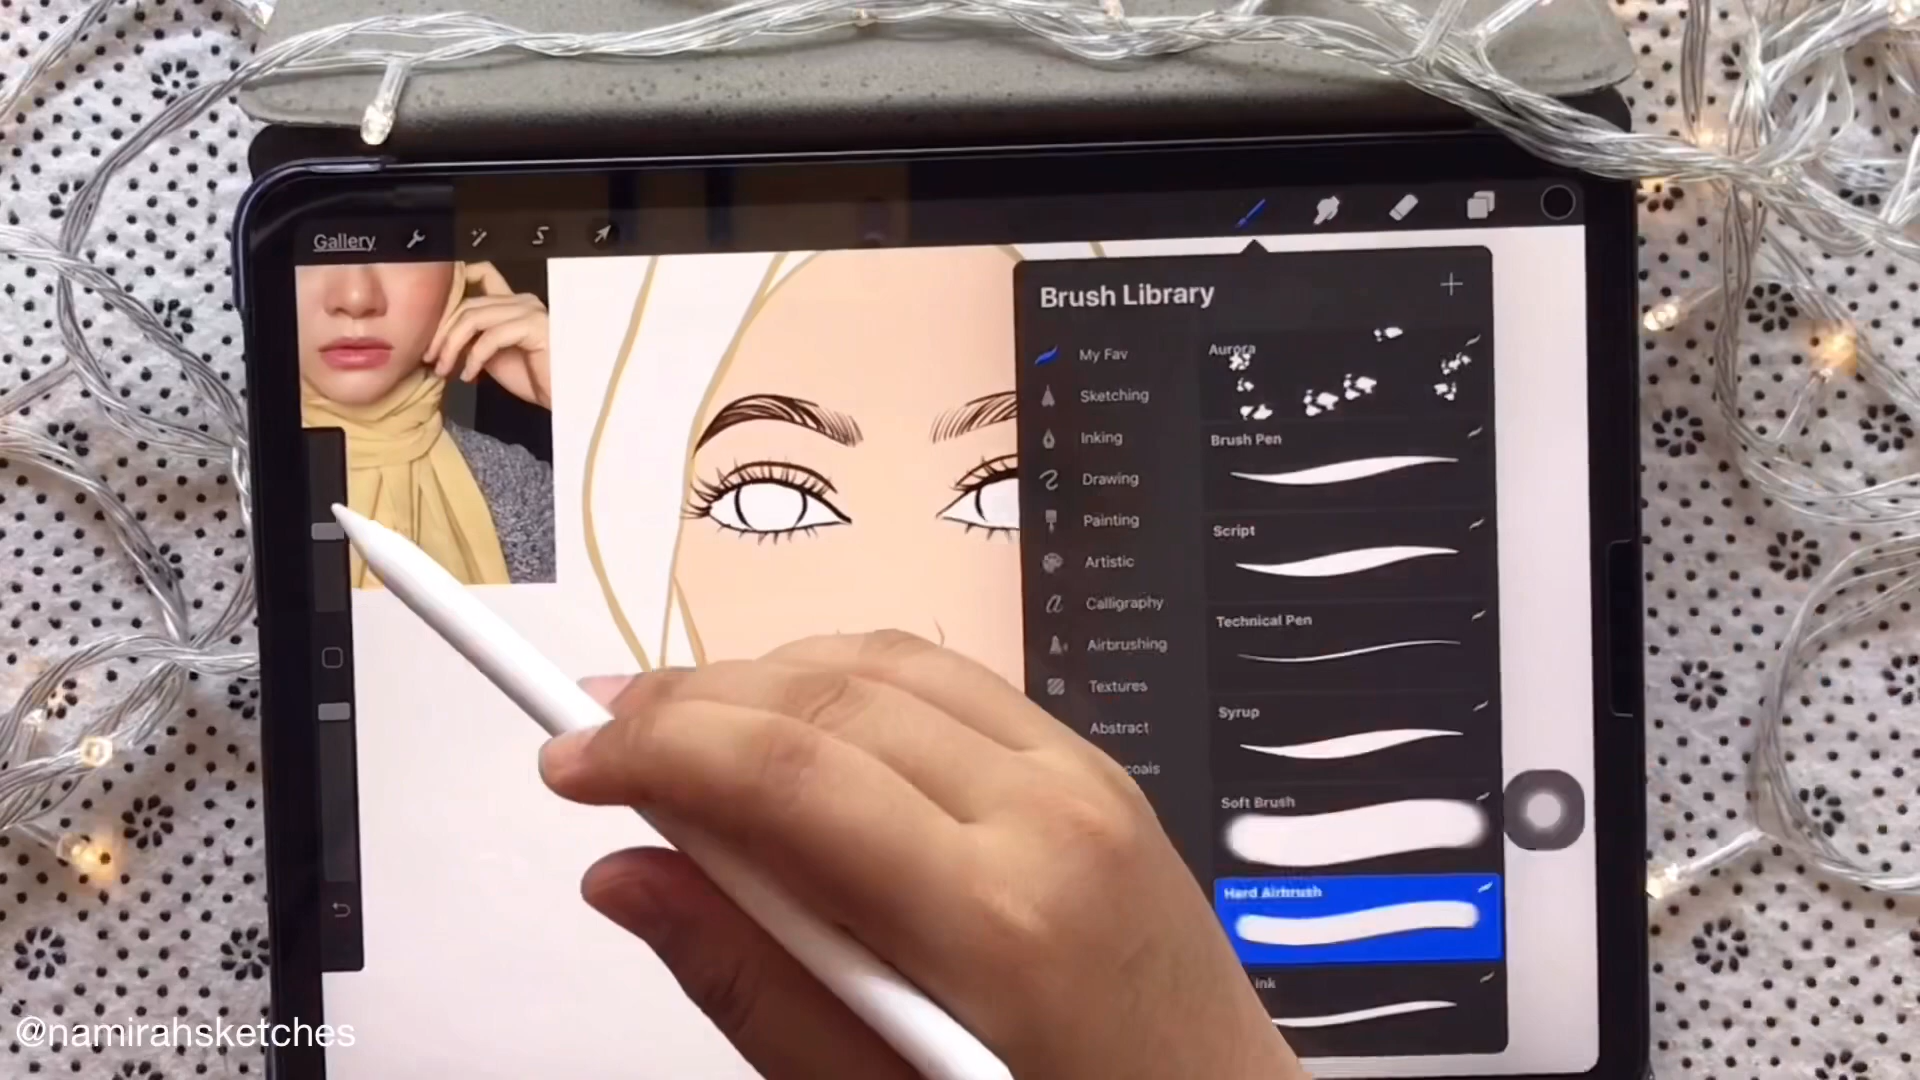 Gallery
Brush Library
My Fav
Sketching
Inking
Drawing
Painting
Artistic
Calligraphy
Airbrushing
Textures
Abstract
Aurora
Brush Pen
Script
Technical Pen
Syrup
Soft Brush
Hard Airbrush
ink
@namirahsketches